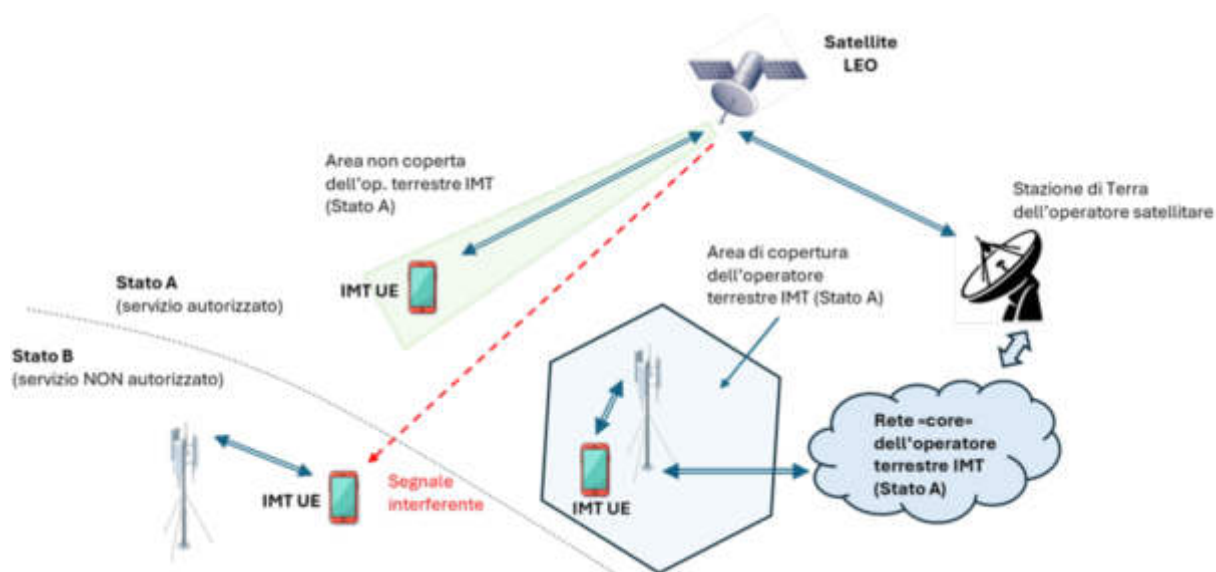 Satellite
LEO
Area non coperta
dell'op. terrestre IMT
(Stato A)
Stazione di Terra
dell'operatore satellitare
Area di copertura
dell'operatore
terrestre IMT (Stato A)
IMT UE
Stato A
(servizio autorizzato)
Stato B
(servizio NON autorizzato)
Rete «core»
dell'operatore
terrestre IMT
(Stato A)
IMT UE
Segnale
interferente
IMT UE